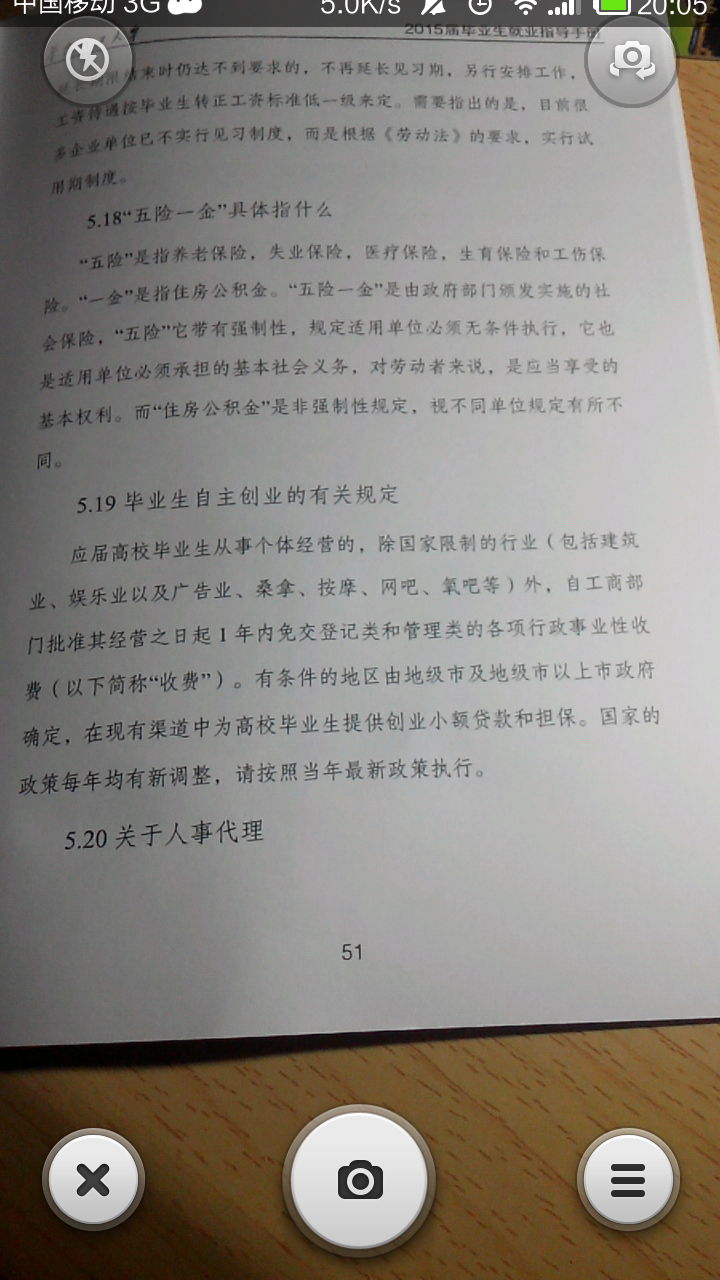 中国移动 3G 5.0K/s 20:05
2015届毕业生就业指导手册
结束时仍达不到要求的，不再延长见习期，另行安排工作，
工资待遇按毕业生转正工资标准低一级来定。需要指出的是，目前很
多企业单位已不实行见习制度，而是根据《劳动法》的要求，实行试
用期制度。
5.18“五险一金”具体指什么
“五险”是指养老保险，失业保险，医疗保险，生育保险和工伤保
险。“一金”是指住房公积金。“五险一金”是由政府部门颁发实施的社
会保险，“五险”它带有强制性，规定适用单位必须无条件执行，它也
是适用单位必须承担的基本社会义务，对劳动者来说，是应当享受的
基本权利。而“住房公积金”是非强制性规定，视不同单位规定有所不
同。
5.19 毕业生自主创业的有关规定
应届高校毕业生从事个体经营的，除国家限制的行业（包括建筑
业、娱乐业以及广告业、桑拿、按摩、网吧、氧吧等）外，自工商部
门批准其经营之日起 1 年内免交登记类和管理类的各项行政事业性收
费（以下简称“收费”）。有条件的地区由地级市及地级市以上市政府
确定，在现有渠道中为高校毕业生提供创业小额贷款和担保。国家的
政策每年均有新调整，请按照当年最新政策执行。
5.20 关于人事代理
51